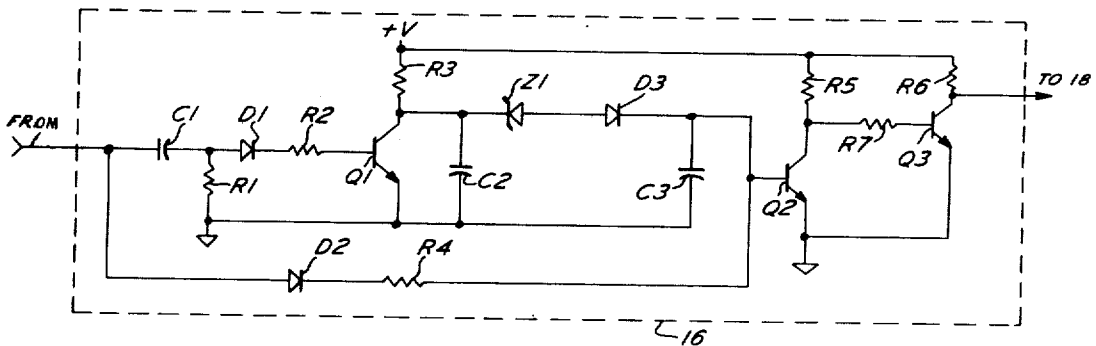 +V
R3
Z1
D3
R5
R6
TO 18
FROM
C1
D1
R2
R7
Q3
R1
Q1
C2
C3
Q2
D2
R4
16